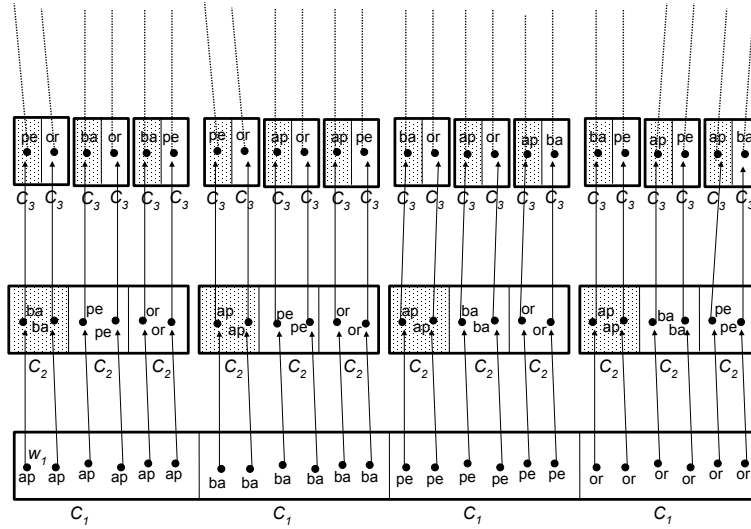 pe or ba or ba pe pe or ap or ap pe ba or ap or ap ba ba pe ap pe ap ba
C3 C3 C3 C3 C3 C3 C3 C3 C3 C3 C3 C3 C3 C3 C3 C3 C3 C3 C3 C3 C3 C3 C3 C3
ba ba pe pe or or ap ap pe pe or or ap ap ba ba or or ap ap ba ba pe pe
C2 C2 C2 C2 C2 C2 C2 C2 C2 C2 C2 C2
w1
ap ap ap ap ap ap ba ba ba ba ba ba pe pe pe pe pe pe or or or or or or
C1 C1 C1 C1